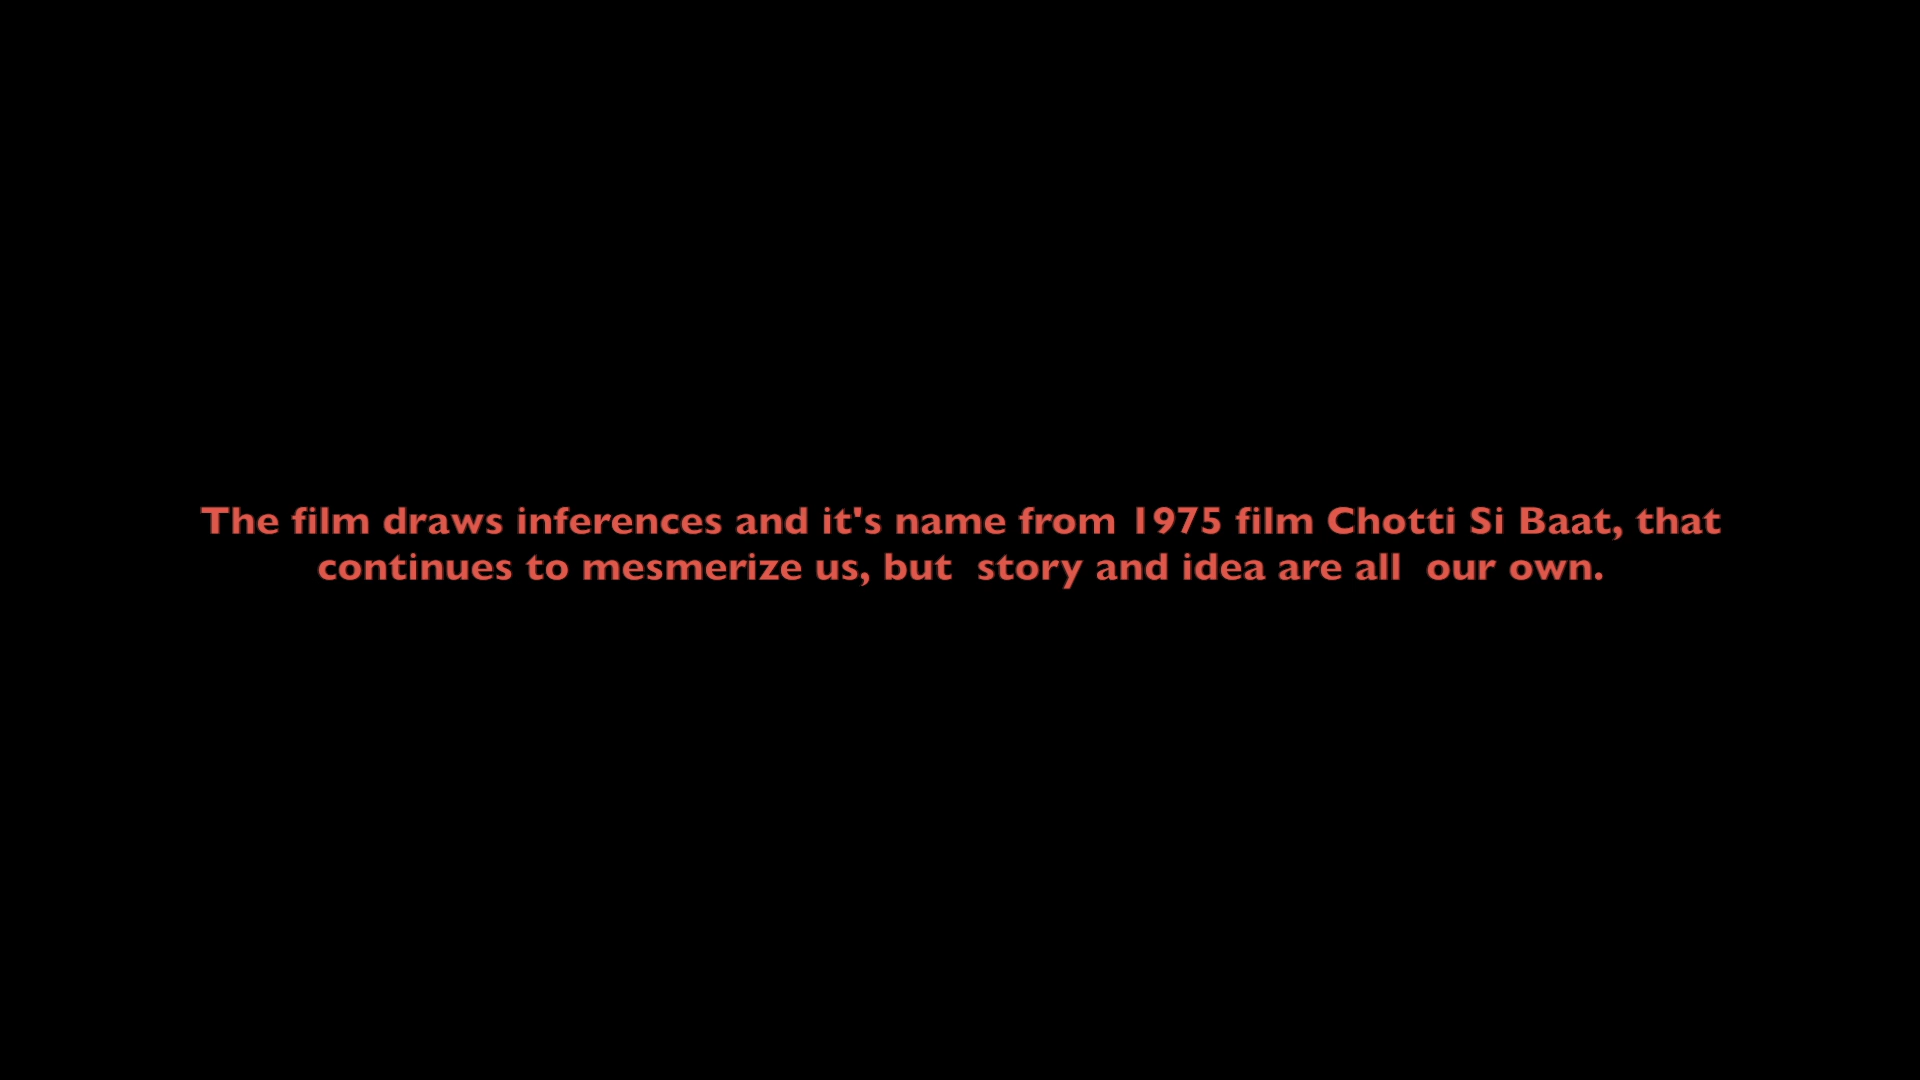 The film draws inferences and it's name from 1975 film Chotti Si Baat, that
continues to mesmerize us, but  story and idea are all  our own.